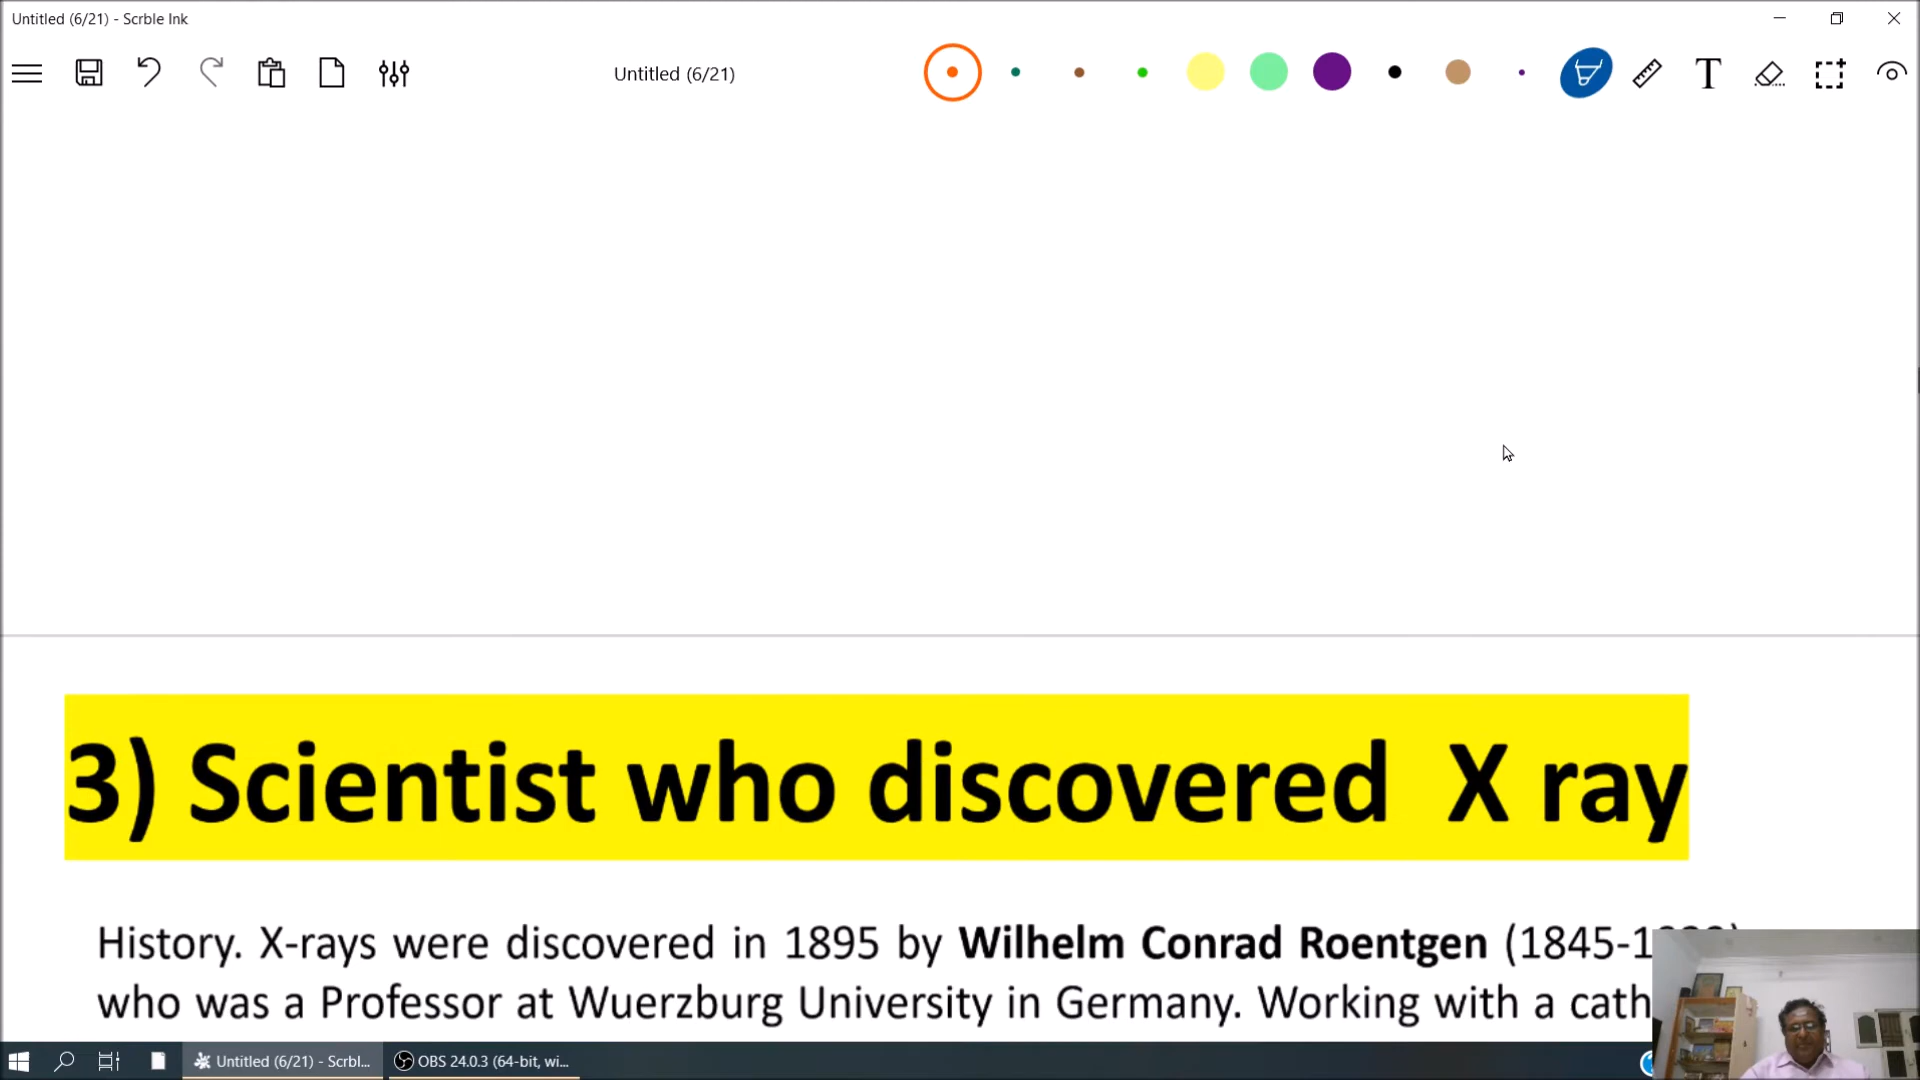 Untitled (6/21) - Scrble Ink
Untitled (6/21)
T
3) Scientist who discovered X ray
History. X-rays were discovered in 1895 by Wilhelm Conrad Roentgen (1845-1
who was a Professor at Wuerzburg University in Germany. Working with a cath
Untitled (6/21) - Scrbl...
OBS 24.0.3 (64-bit, wi...